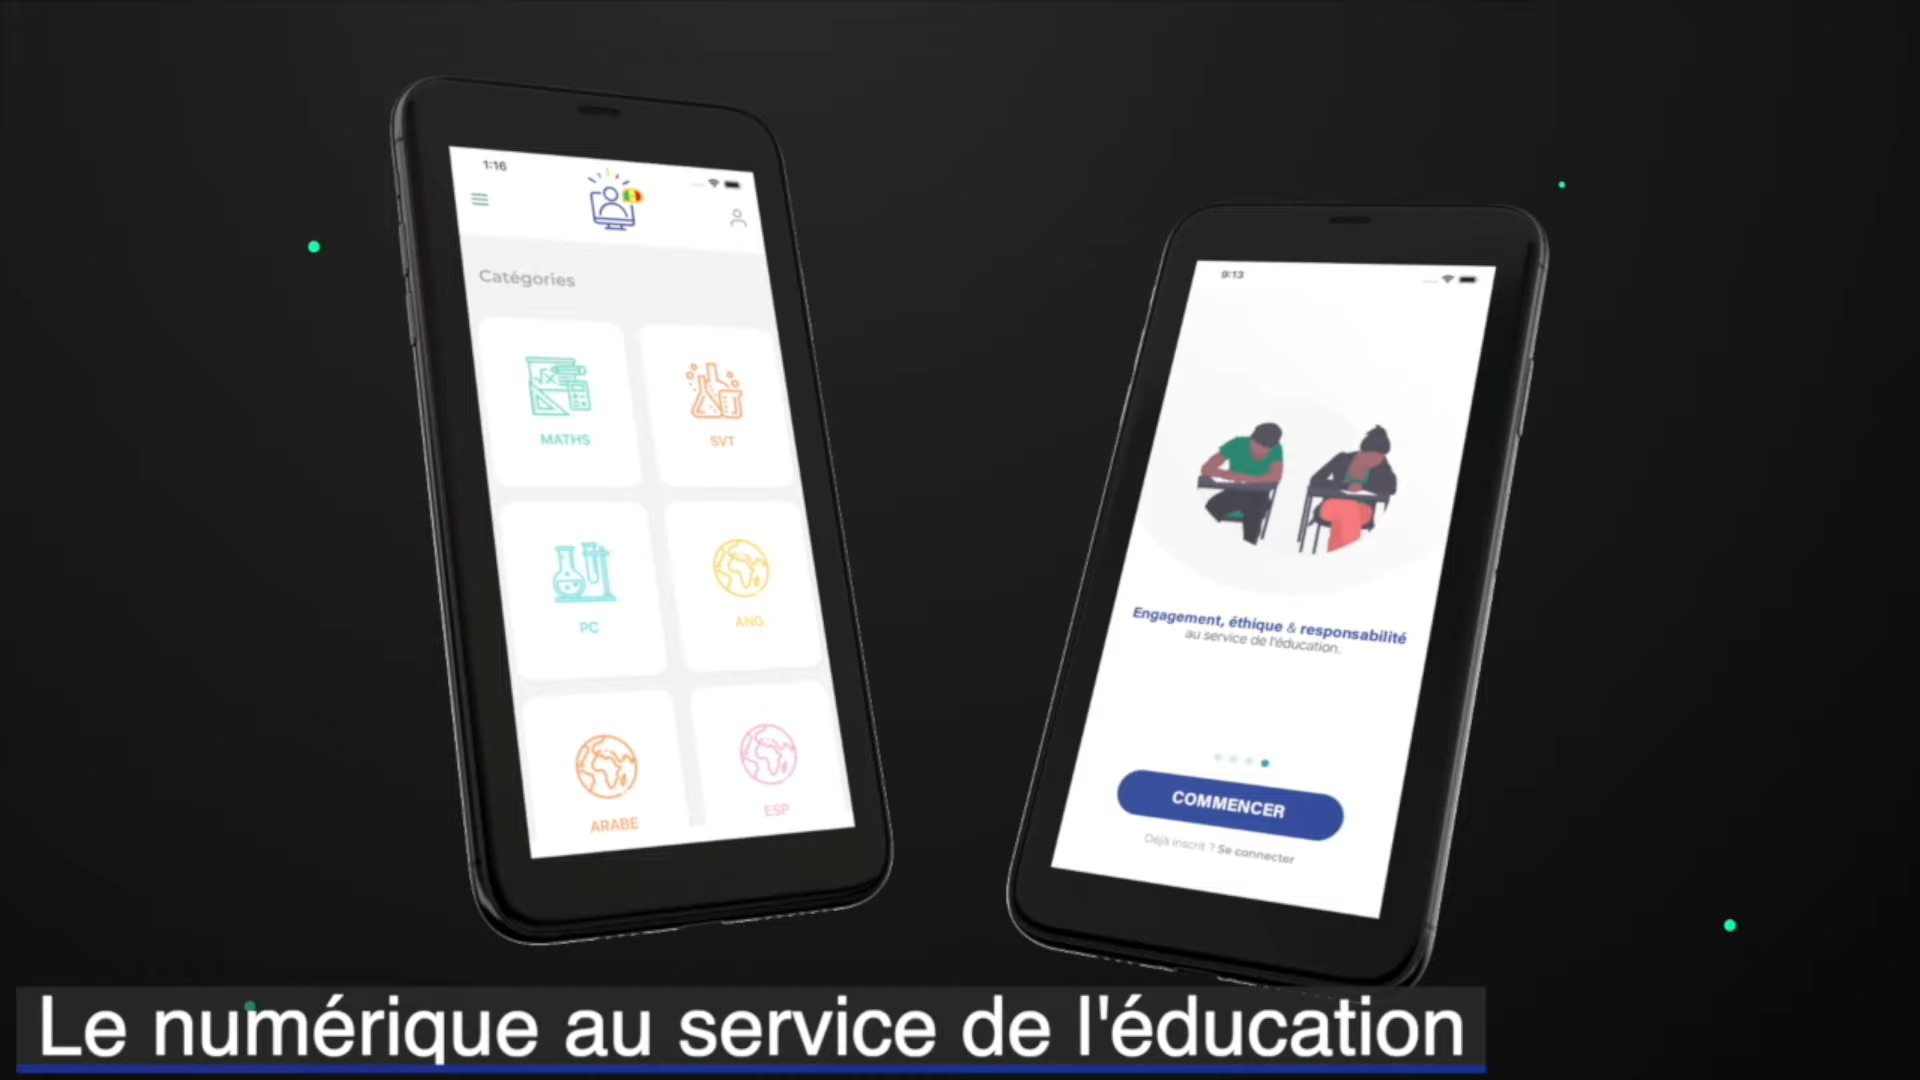 1:16
Catégories
MATHS
SVT
PC
ANG
ARABE
ESP
9:13
Engagement, éthique & responsabilité
au service de l'éducation.
COMMENCER
Déjà inscrit ? Se connecter
Le numérique au service de l'éducation